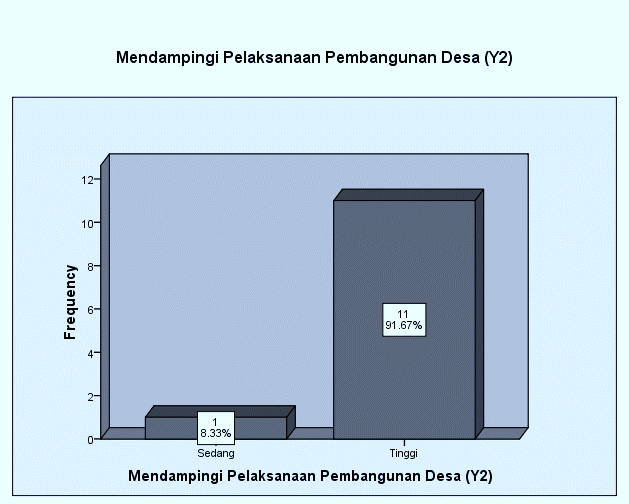 Mendampingi Pelaksanaan Pembangunan Desa (Y2)
Frequency
12
10
8
6
4
2
0
1
8.33%
11
91.67%
Sedang
Tinggi
Mendampingi Pelaksanaan Pembangunan Desa (Y2)